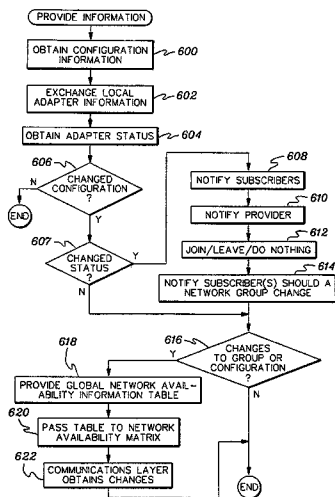 PROVIDE INFORMATION
OBTAIN CONFIGURATION
INFORMATION
600
EXCHANGE LOCAL
ADAPTER INFORMATION
602
OBTAIN ADAPTER STATUS
604
606
CHANGED
CONFIGURATION
?
N
Y
END
607
CHANGED
STATUS
?
Y
N
608
NOTIFY SUBSCRIBERS
610
NOTIFY PROVIDER
612
JOIN/LEAVE/DO NOTHING
614
NOTIFY SUBSCRIBER(S) SHOULD A
NETWORK GROUP CHANGE
616
CHANGES
TO GROUP OR
CONFIGURATION
?
Y
N
618
PROVIDE GLOBAL NETWORK AVAIL-
ABILITY INFORMATION TABLE
620
PASS TABLE TO NETWORK
AVAILABILITY MATRIX
622
COMMUNICATIONS LAYER
OBTAINS CHANGES
END